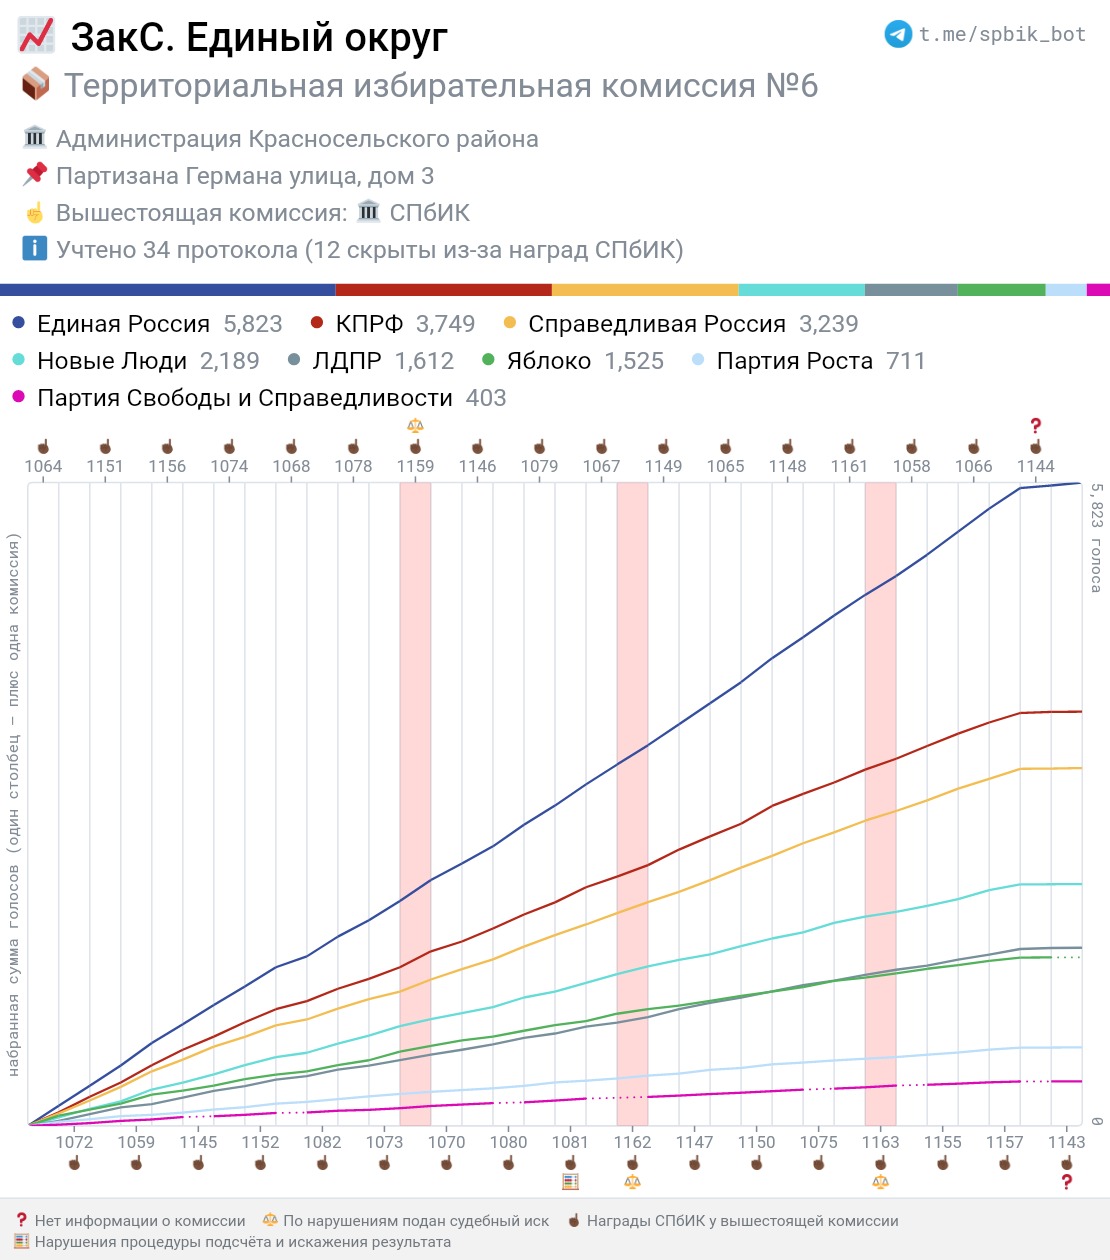 ЗакС. Единый округ
t.me/spbik_bot
Территориальная избирательная комиссия №6
Администрация Красносельского района
Партизана Германа улица, дом 3
Вышестоящая комиссия: СПбИК
Учтено 34 протокола (12 скрыты из-за наград СПбИК)
Единая Россия 5,823 КПРФ 3,749 Справедливая Россия 3,239
Новые Люди 2,189 ЛДПР 1,612 Яблоко 1,525 Партия Роста 711
Партия Свободы и Справедливости 403
1064 1151 1156 1074 1068 1078 1159 1146 1079 1067 1149 1065 1148 1161 1058 1066 1144
набранная сумма голосов (один столбец — плюс одна комиссия)
5,823 голоса
0
1072 1059 1145 1152 1082 1073 1070 1080 1081 1162 1147 1150 1075 1163 1155 1157 1143
Нет информации о комиссии По нарушениям подан судебный иск Награды СПбИК у вышестоящей комиссии
Нарушения процедуры подсчёта и искажения результата